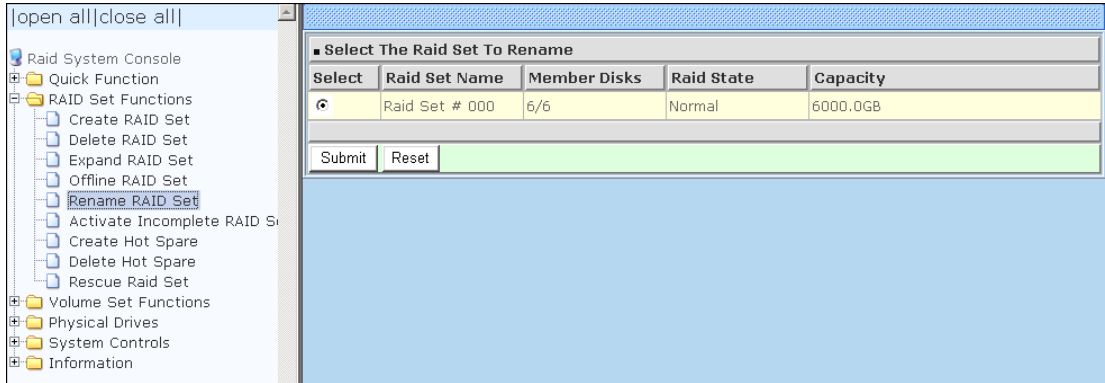 |open all|close all|
Raid System Console
Quick Function
RAID Set Functions
Create RAID Set
Delete RAID Set
Expand RAID Set
Offline RAID Set
Rename RAID Set
Activate Incomplete RAID
Create Hot Spare
Delete Hot Spare
Rescue Raid Set
Volume Set Functions
Physical Drives
System Controls
Information
Select The Raid Set To Rename
Select Raid Set Name Member Disks Raid State Capacity
Raid Set # 000 6/6 Normal 6000.0GB
Submit Reset